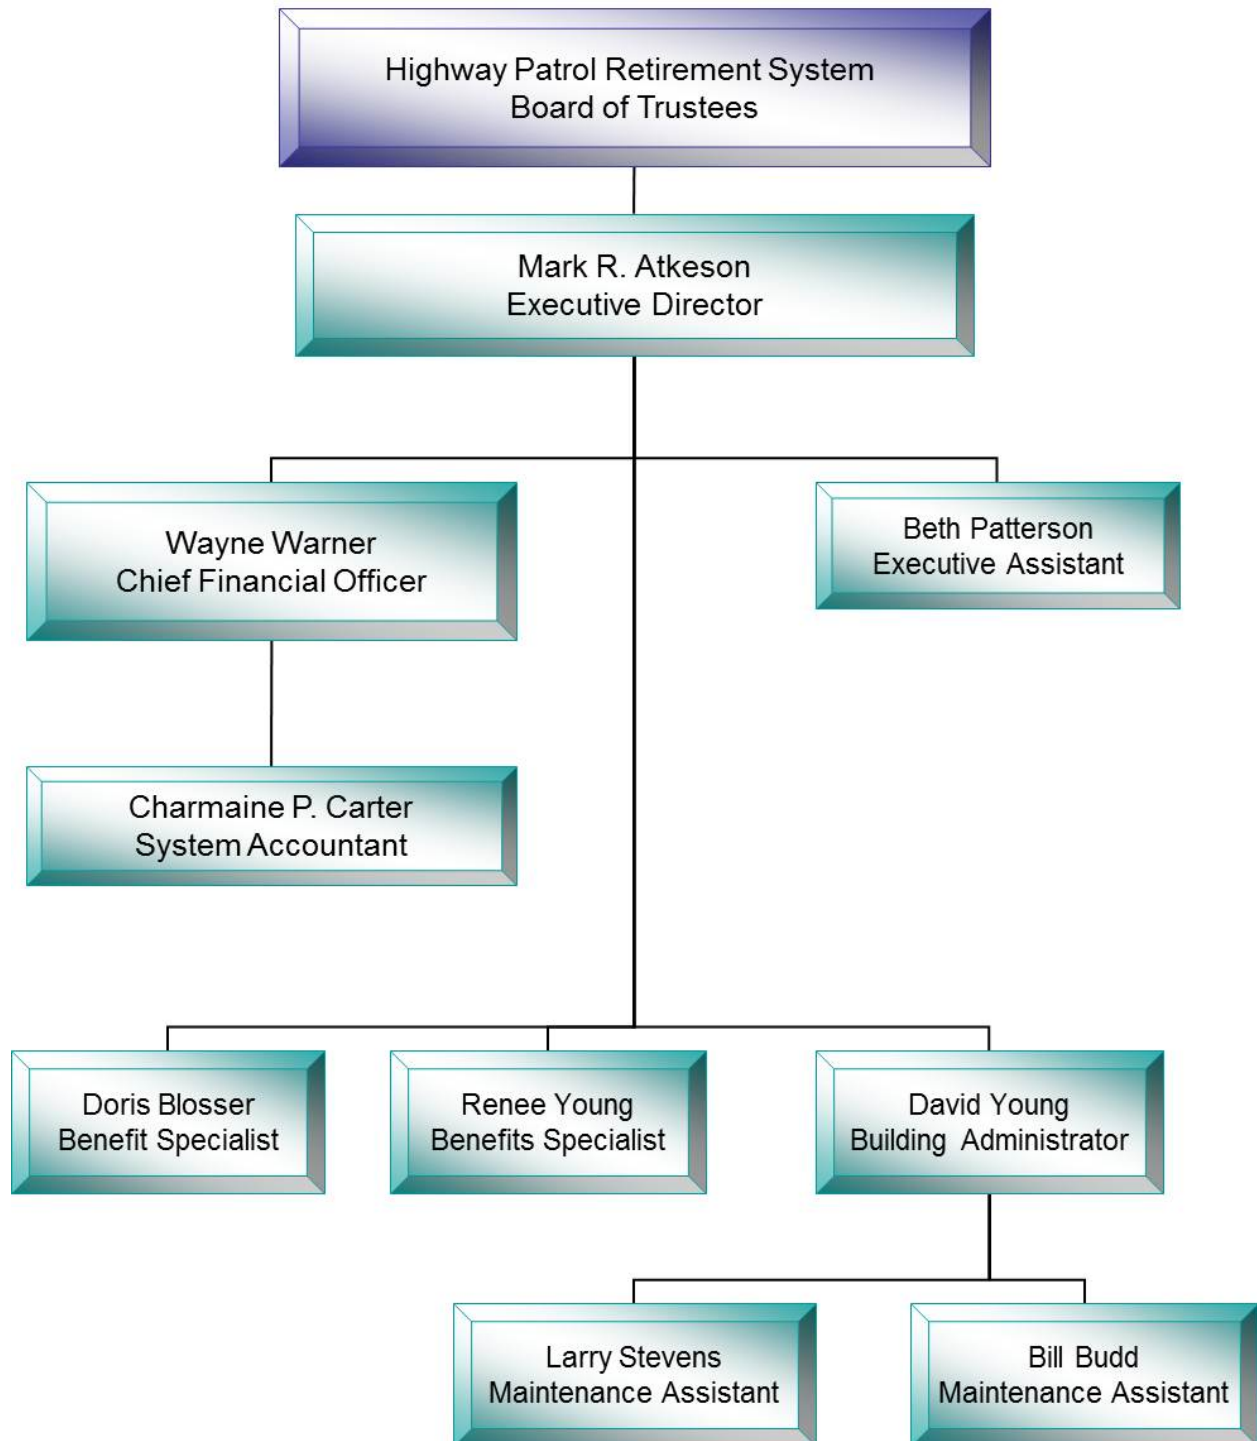 Highway Patrol Retirement System
Board of Trustees
Mark R. Atkeson
Executive Director
Wayne Warner
Chief Financial Officer
Beth Patterson
Executive Assistant
Charmaine P. Carter
System Accountant
Doris Blosser
Benefit Specialist
Renee Young
Benefits Specialist
David Young
Building Administrator
Larry Stevens
Maintenance Assistant
Bill Budd
Maintenance Assistant